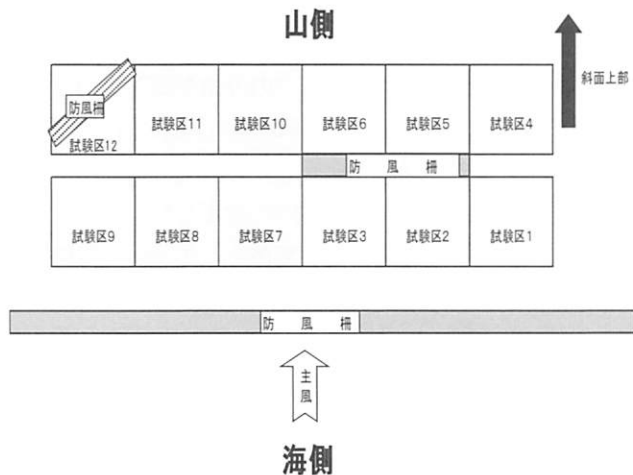 山側
斜面上部
防風柵
試験区12
試験区11
試験区10
試験区6
試験区5
試験区4
防風柵
試験区9
試験区8
試験区7
試験区3
試験区2
試験区1
防風柵
主風
海側